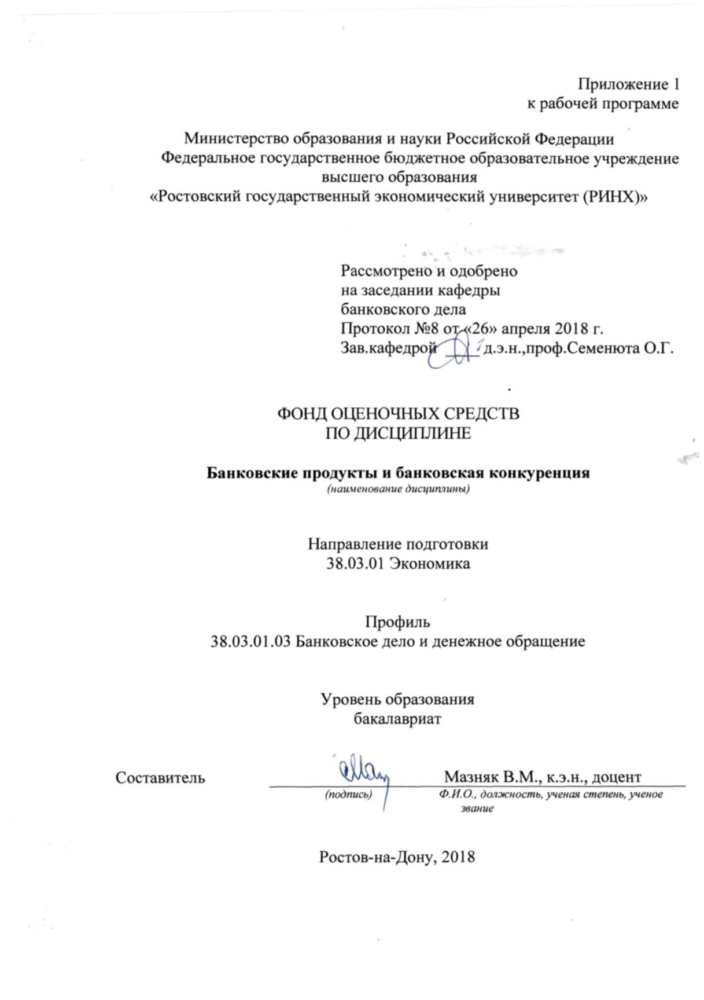 Приложение 1
к рабочей программе
Министерство образования и науки Российской Федерации
Федеральное государственное бюджетное образовательное учреждение
высшего образования
«Ростовский государственный экономический университет (РИНХ)»
Рассмотрено и одобрено
на заседании кафедры
банковского дела
Протокол №8 от «26» апреля 2018 г.
Зав.кафедрой ____ д.э.н.,проф.Семенюта О.Г.
ФОНД ОЦЕНОЧНЫХ СРЕДСТВ
ПО ДИСЦИПЛИНЕ
Банковские продукты и банковская конкуренция
(наименование дисциплины)
Направление подготовки
38.03.01 Экономика
Профиль
38.03.01.03 Банковское дело и денежное обращение
Уровень образования
бакалавриат
Составитель Мазняк В.М., к.э.н., доцент
(подпись) Ф.И.О., должность, ученая степень, ученое
звание
Ростов-на-Дону, 2018